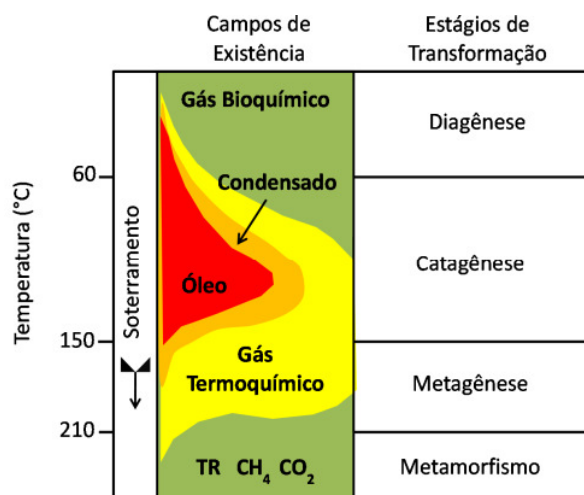 Campos de
Existência
Estágios de
Transformação
Gás Bioquímico
Diagênese
60
Condensado
Temperatura (°C)
Soterramento
Óleo
Catagênese
150
Gás
Termoquímico
Metagênese
210
TR CH₄ CO₂
Metamorfismo